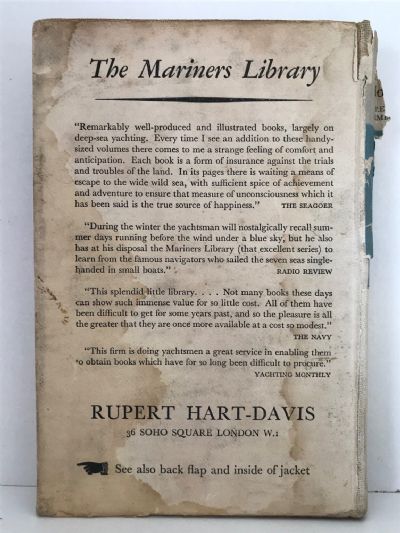 The Mariners Library
"Remarkably well-produced and illustrated books, largely on
deep-sea yachting. Every time I see an addition to these handy-
sized volumes there comes to me a strange feeling of comfort and
anticipation. Each book is a form of insurance against the trials
and troubles of the land. In its pages there is waiting a means of
escape to the wide wild sea, with sufficient spice of achievement
and adventure to ensure that measure of unconsciousness which it
has been said is the true source of happiness." THE SEAGOER
"During the winter the yachtsman will nostalgically recall sum-
mer days running before the wind under a blue sky, but he also
has at his disposal the Mariners Library (that excellent series) to
learn from the famous navigators who sailed the seven seas single-
handed in small boats." RADIO REVIEW
"This splendid little library. . . . Not many books these days
can show such immense value for so little cost. All of them have
been difficult to get for some years past, and so the pleasure is all
the greater that they are once more available at a cost so modest."
THE NAVY
"This firm is doing yachtsmen a great service in enabling them
to obtain books which have for so long been difficult to procure."
YACHTING MONTHLY
RUPERT HART-DAVIS
36 SOHO SQUARE LONDON W.1
See also back flap and inside of jacket